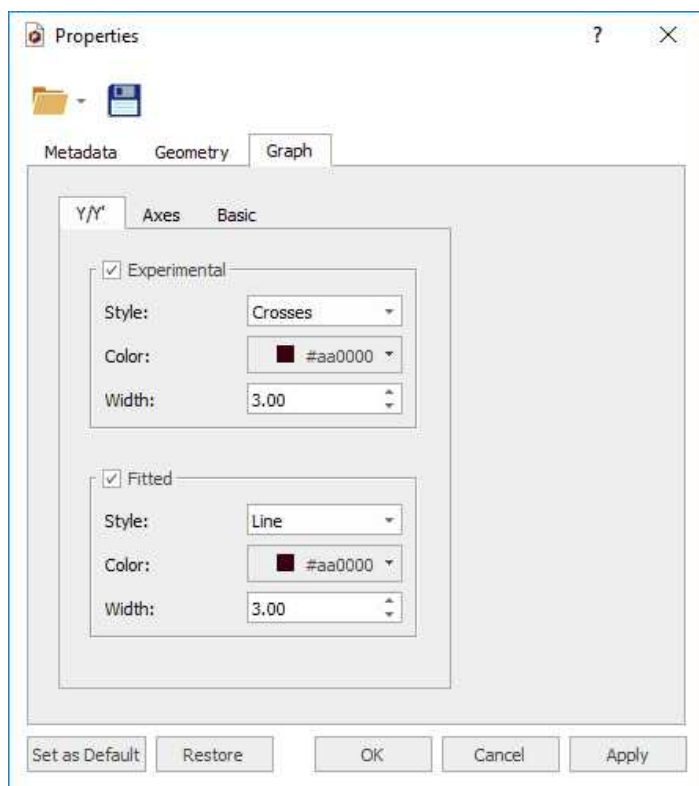 Properties ?
Metadata Geometry Graph
Y/Y' Axes Basic
Experimental
Style: Crosses
Color: #aa0000
Width: 3.00
Fitted
Style: Line
Color: #aa0000
Width: 3.00
Set as Default Restore OK Cancel Apply